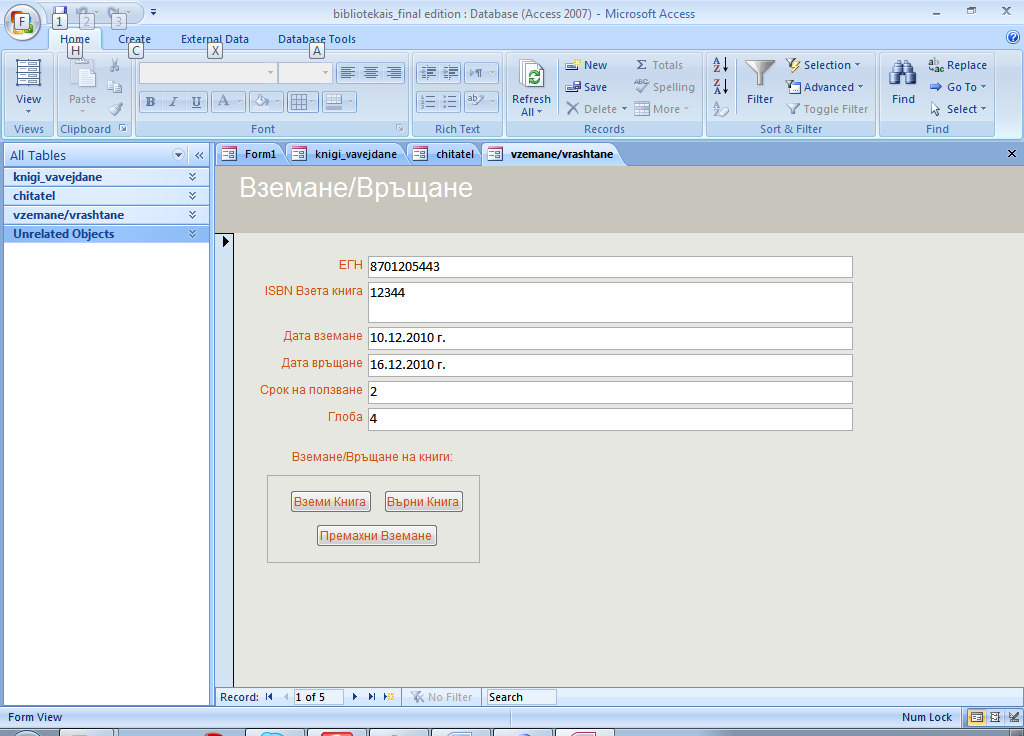 bibliotekais_final edition : Database (Access 2007) - Microsoft Access
1 2 3
Home Create External Data Database Tools
H C X A
View
Views
Paste
Clipboard
B I U A
Font
Rich Text
Refresh All
New
Save
Delete
Totals
Spelling
More
Records
Filter
Selection
Advanced
Toggle Filter
Sort & Filter
Find
Replace
Go To
Select
Find
All Tables
knigi_vavejdane
chitatel
vzemane/vrashtane
Unrelated Objects
Form1 knigi_vavejdane chitatel vzemane/vrashtane
Вземане/Връщане
ЕГН 8701205443
ISBN Взета книга 12344
Дата вземане 10.12.2010 г.
Дата връщане 16.12.2010 г.
Срок на ползване 2
Глоба 4
Вземане/Връщане на книги:
Вземи Книга Върни Книга
Премахни Вземане
Record: 1 of 5 No Filter Search
Form View Num Lock